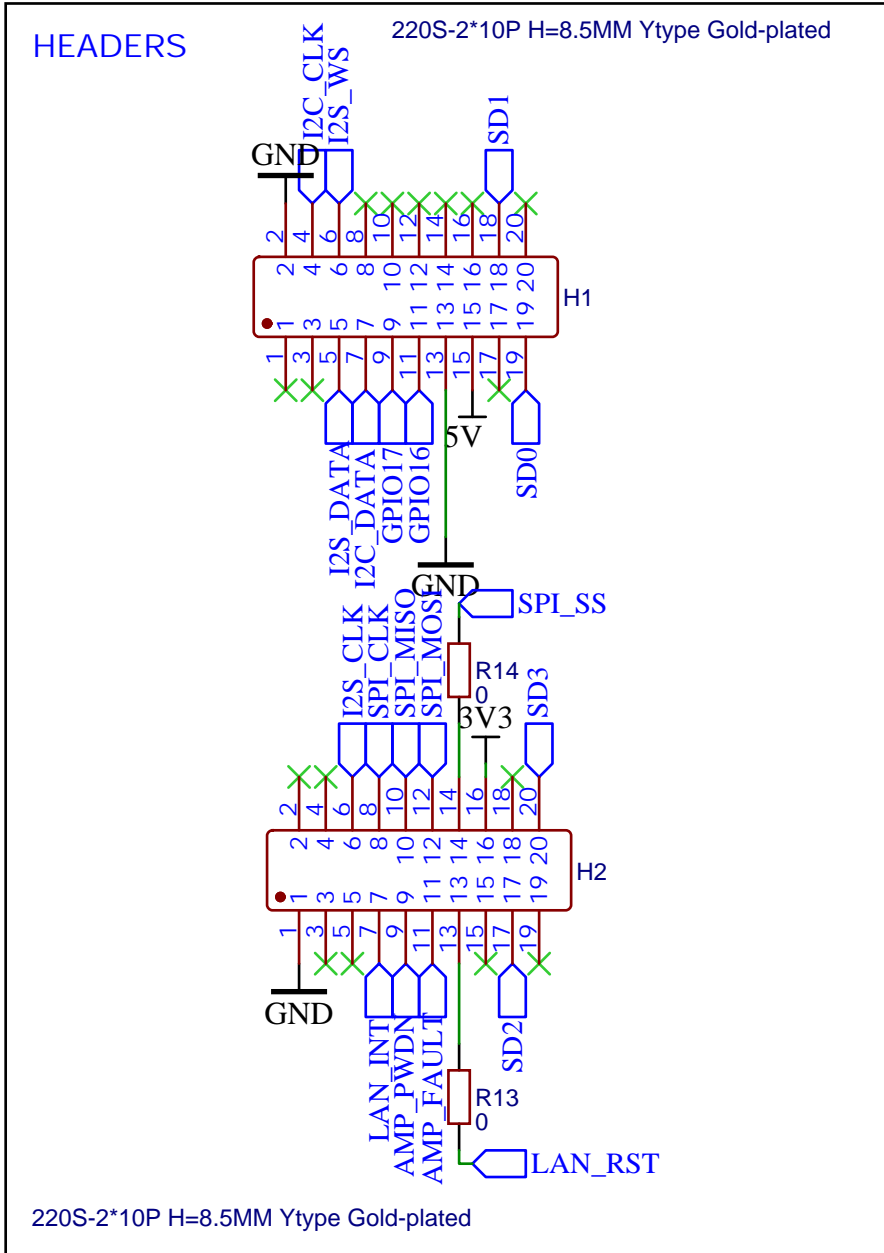 HEADERS
220S-2*10P H=8.5MM Ytype Gold-plated
I2C_CLK
I2S_WS
SD1
GND
2
4
6
8
10
12
14
16
18
20
2
4
6
8
10
12
14
16
18
20
H1
1
3
5
7
9
11
13
15
17
19
1
3
5
7
9
11
13
15
17
19
5V
I2S_DATA
I2C_DATA
GPIO17
GPIO16
SD0
GND
SPI_SS
I2S_CLK
SPI_CLK
SPI_MISO
SPI_MOSI
R14
0
3V3
SD3
2
4
6
8
10
12
14
16
18
20
2
4
6
8
10
12
14
16
18
20
H2
1
3
5
7
9
11
13
15
17
19
1
3
5
7
9
11
13
15
17
19
GND
LAN_INT
AMP_PWDN
AMP_FAULT
SD2
R13
0
LAN_RST
220S-2*10P H=8.5MM Ytype Gold-plated